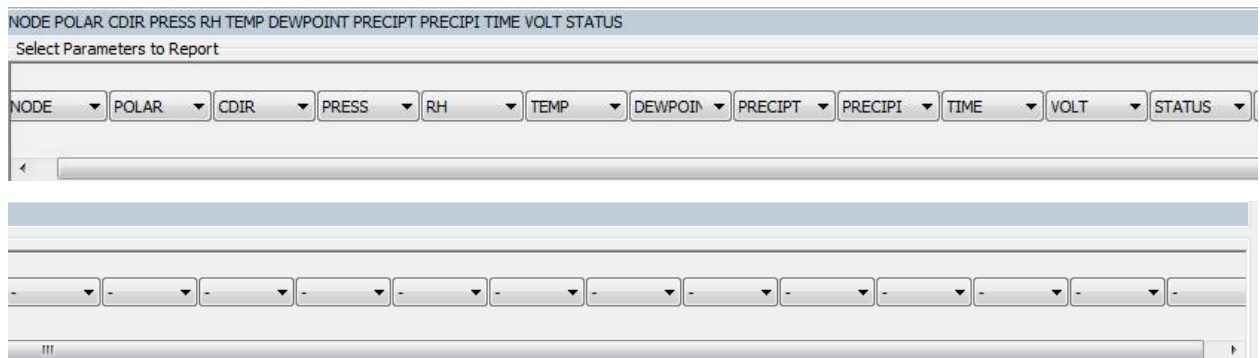 NODE POLAR CDIR PRESS RH TEMP DEWPOINT PRECIPT PRECIPI TIME VOLT STATUS
Select Parameters to Report
NODE POLAR CDIR PRESS RH TEMP DEWPOIN PRECIPT PRECIPI TIME VOLT STATUS
- - - - - - - - - - - - -